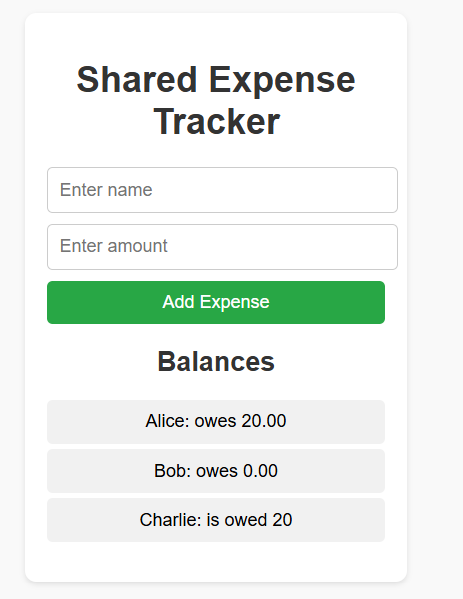 Shared Expense
Tracker
Enter name
Enter amount
Add Expense
Balances
Alice: owes 20.00
Bob: owes 0.00
Charlie: is owed 20